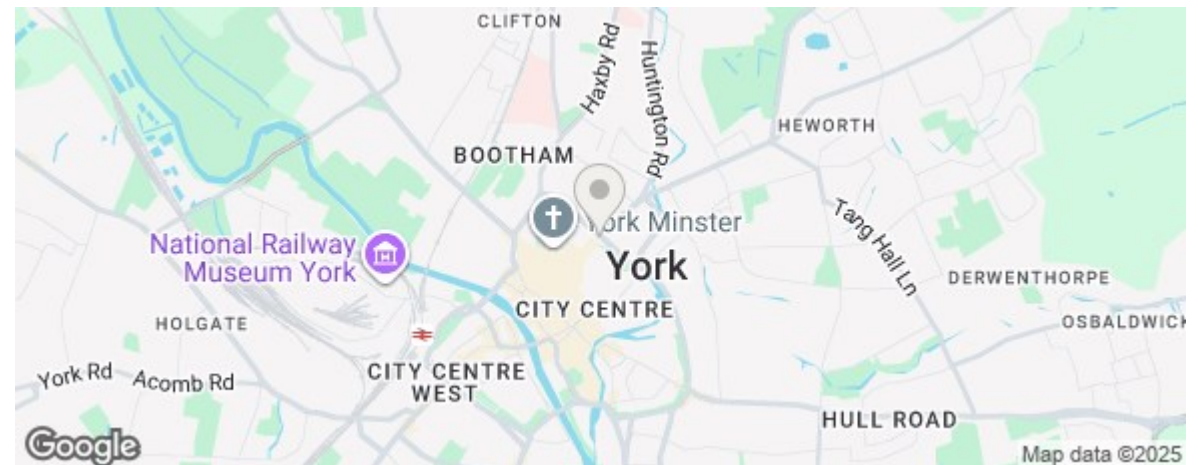 CLIFTON
Haxby Rd
Huntington Rd
HEWORTH
BOOTHAM
York Minster
National Railway
Museum York
York
Tang Hall Ln
DERWENTHORPE
CITY CENTRE
HOLGATE
OSBALDWICK
York Rd
Acomb Rd
CITY CENTRE
WEST
HULL ROAD
Google
Map data ©2025